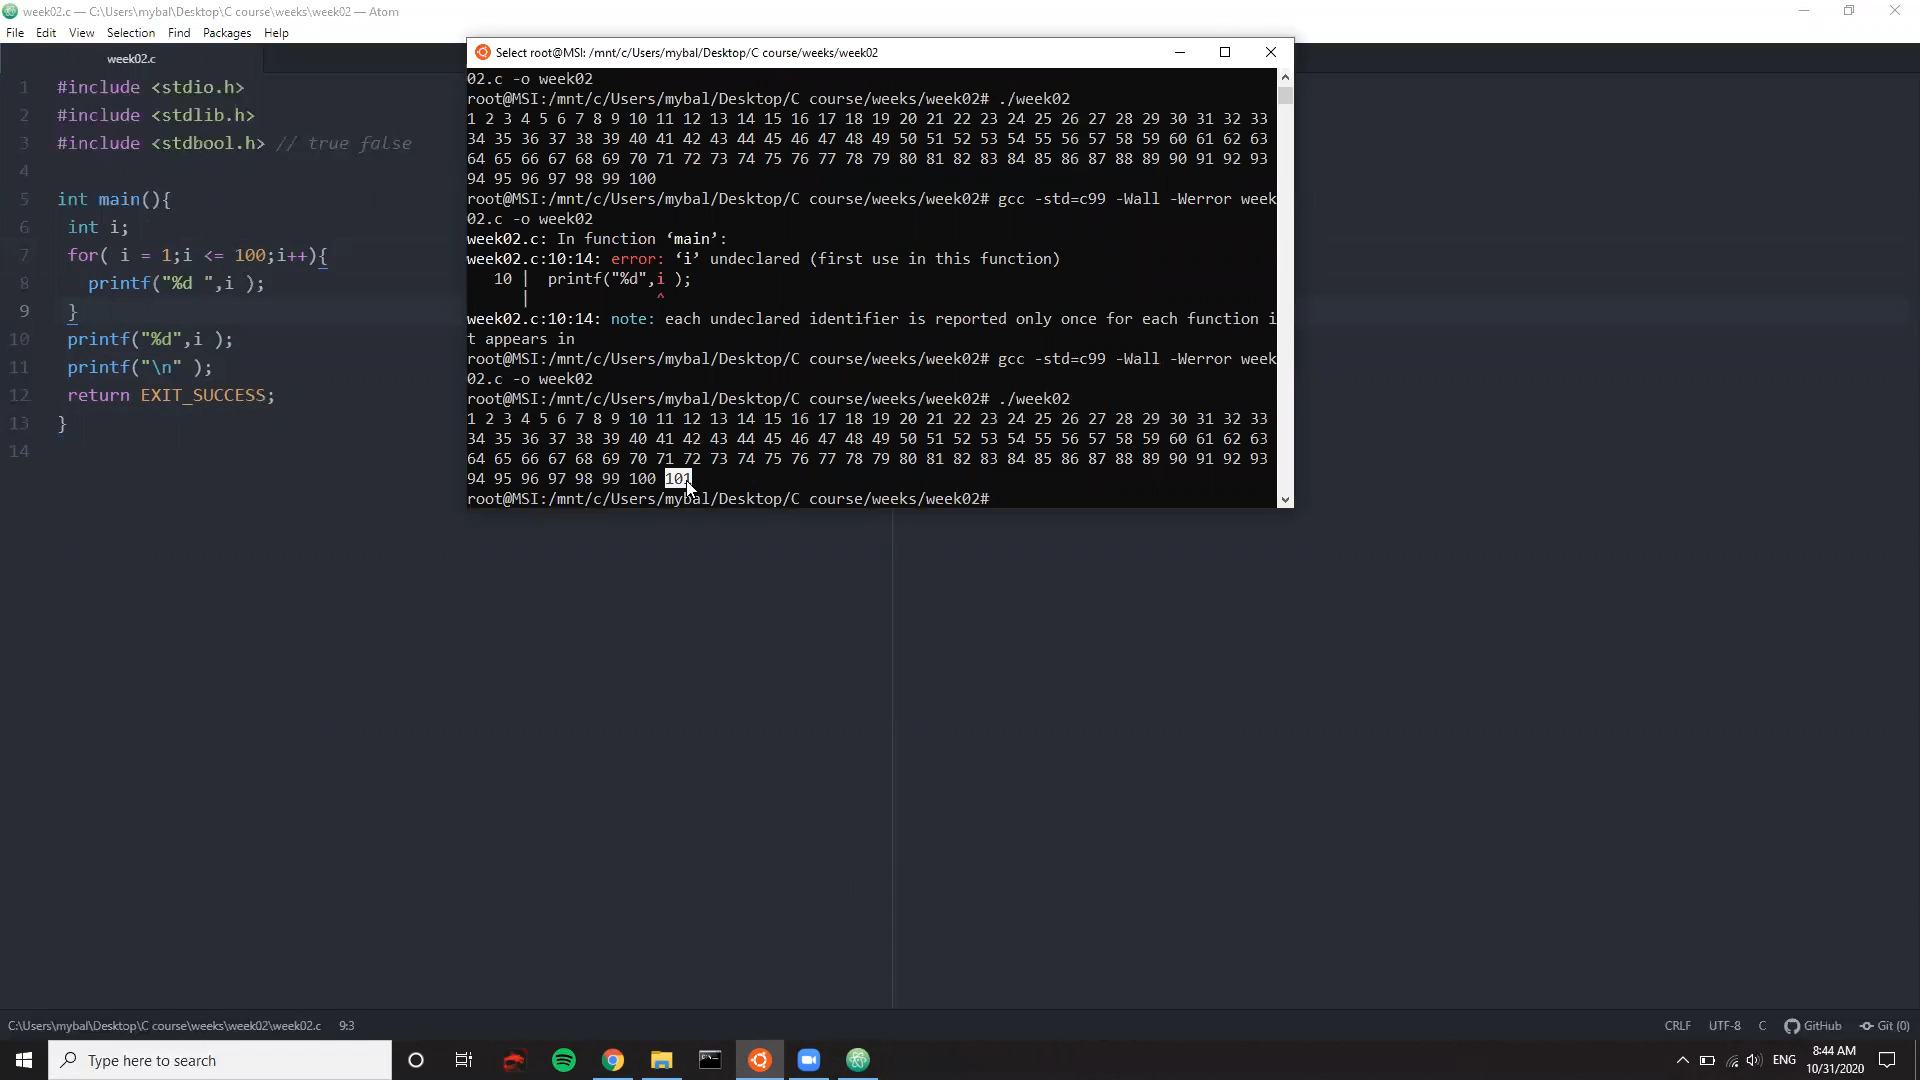 week02.c — C:\Users\mybal\Desktop\C course\weeks\week02 — Atom
File Edit View Selection Find Packages Help
week02.c
1 #include <stdio.h>
2 #include <stdlib.h>
3 #include <stdbool.h> // true false
4
5 int main(){
6 int i;
7 for( i = 1;i <= 100;i++){
8 printf("%d ",i );
9 }
10 printf("%d",i );
11 printf("\n" );
12 return EXIT_SUCCESS;
13 }
14
Select root@MSI: /mnt/c/Users/mybal/Desktop/C course/weeks/week02
02.c -o week02
root@MSI:/mnt/c/Users/mybal/Desktop/C course/weeks/week02# ./week02
1 2 3 4 5 6 7 8 9 10 11 12 13 14 15 16 17 18 19 20 21 22 23 24 25 26 27 28 29 30 31 32 33
34 35 36 37 38 39 40 41 42 43 44 45 46 47 48 49 50 51 52 53 54 55 56 57 58 59 60 61 62 63
64 65 66 67 68 69 70 71 72 73 74 75 76 77 78 79 80 81 82 83 84 85 86 87 88 89 90 91 92 93
94 95 96 97 98 99 100
root@MSI:/mnt/c/Users/mybal/Desktop/C course/weeks/week02# gcc -std=c99 -Wall -Werror week
02.c -o week02
week02.c: In function ‘main’:
week02.c:10:14: error: ‘i’ undeclared (first use in this function)
10 | printf("%d",i );
| ^
week02.c:10:14: note: each undeclared identifier is reported only once for each function i
t appears in
root@MSI:/mnt/c/Users/mybal/Desktop/C course/weeks/week02# gcc -std=c99 -Wall -Werror week
02.c -o week02
root@MSI:/mnt/c/Users/mybal/Desktop/C course/weeks/week02# ./week02
1 2 3 4 5 6 7 8 9 10 11 12 13 14 15 16 17 18 19 20 21 22 23 24 25 26 27 28 29 30 31 32 33
34 35 36 37 38 39 40 41 42 43 44 45 46 47 48 49 50 51 52 53 54 55 56 57 58 59 60 61 62 63
64 65 66 67 68 69 70 71 72 73 74 75 76 77 78 79 80 81 82 83 84 85 86 87 88 89 90 91 92 93
94 95 96 97 98 99 100 101
root@MSI:/mnt/c/Users/mybal/Desktop/C course/weeks/week02#
C:\Users\mybal\Desktop\C course\weeks\week02\week02.c 9:3
CRLF UTF-8 C GitHub Git (0)
Type here to search
ENG
8:44 AM
10/31/2020